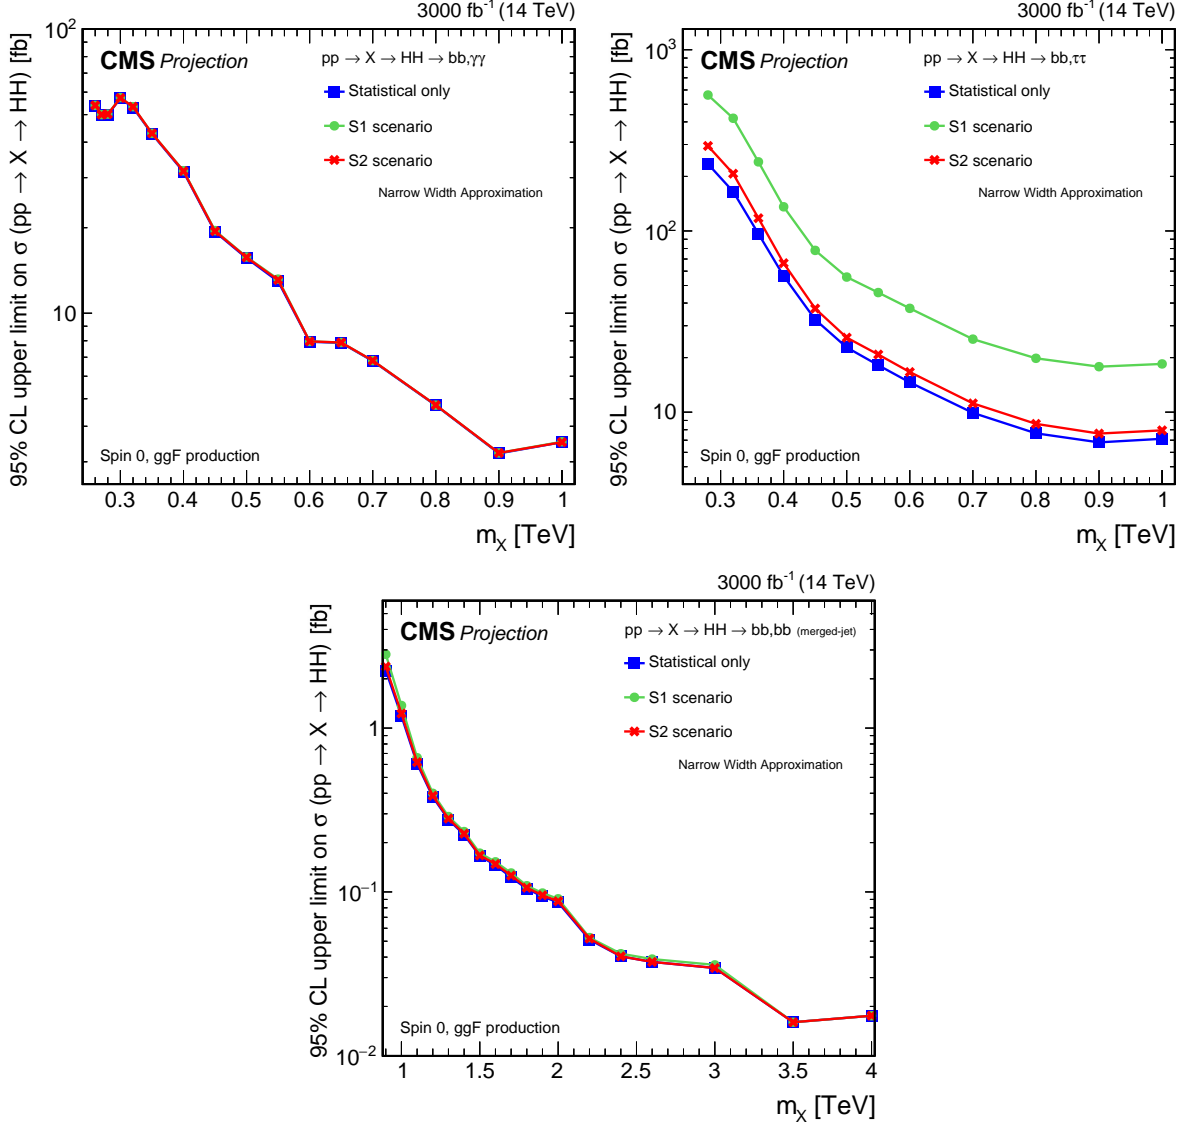 3000 fb⁻¹ (14 TeV)
95% CL upper limit on σ (pp → X → HH) [fb]
10²
10
CMS Projection
pp → X → HH → bb,γγ
Statistical only
S1 scenario
S2 scenario
Narrow Width Approximation
Spin 0, ggF production
0.3 0.4 0.5 0.6 0.7 0.8 0.9 1
m_X [TeV]
3000 fb⁻¹ (14 TeV)
95% CL upper limit on σ (pp → X → HH) [fb]
10³
10²
10
CMS Projection
pp → X → HH → bb,ττ
Statistical only
S1 scenario
S2 scenario
Narrow Width Approximation
Spin 0, ggF production
0.3 0.4 0.5 0.6 0.7 0.8 0.9 1
m_X [TeV]
3000 fb⁻¹ (14 TeV)
95% CL upper limit on σ (pp → X → HH) [fb]
1
10⁻¹
10⁻²
CMS Projection
pp → X → HH → bb,bb (merged-jet)
Statistical only
S1 scenario
S2 scenario
Narrow Width Approximation
Spin 0, ggF production
1 1.5 2 2.5 3 3.5 4
m_X [TeV]